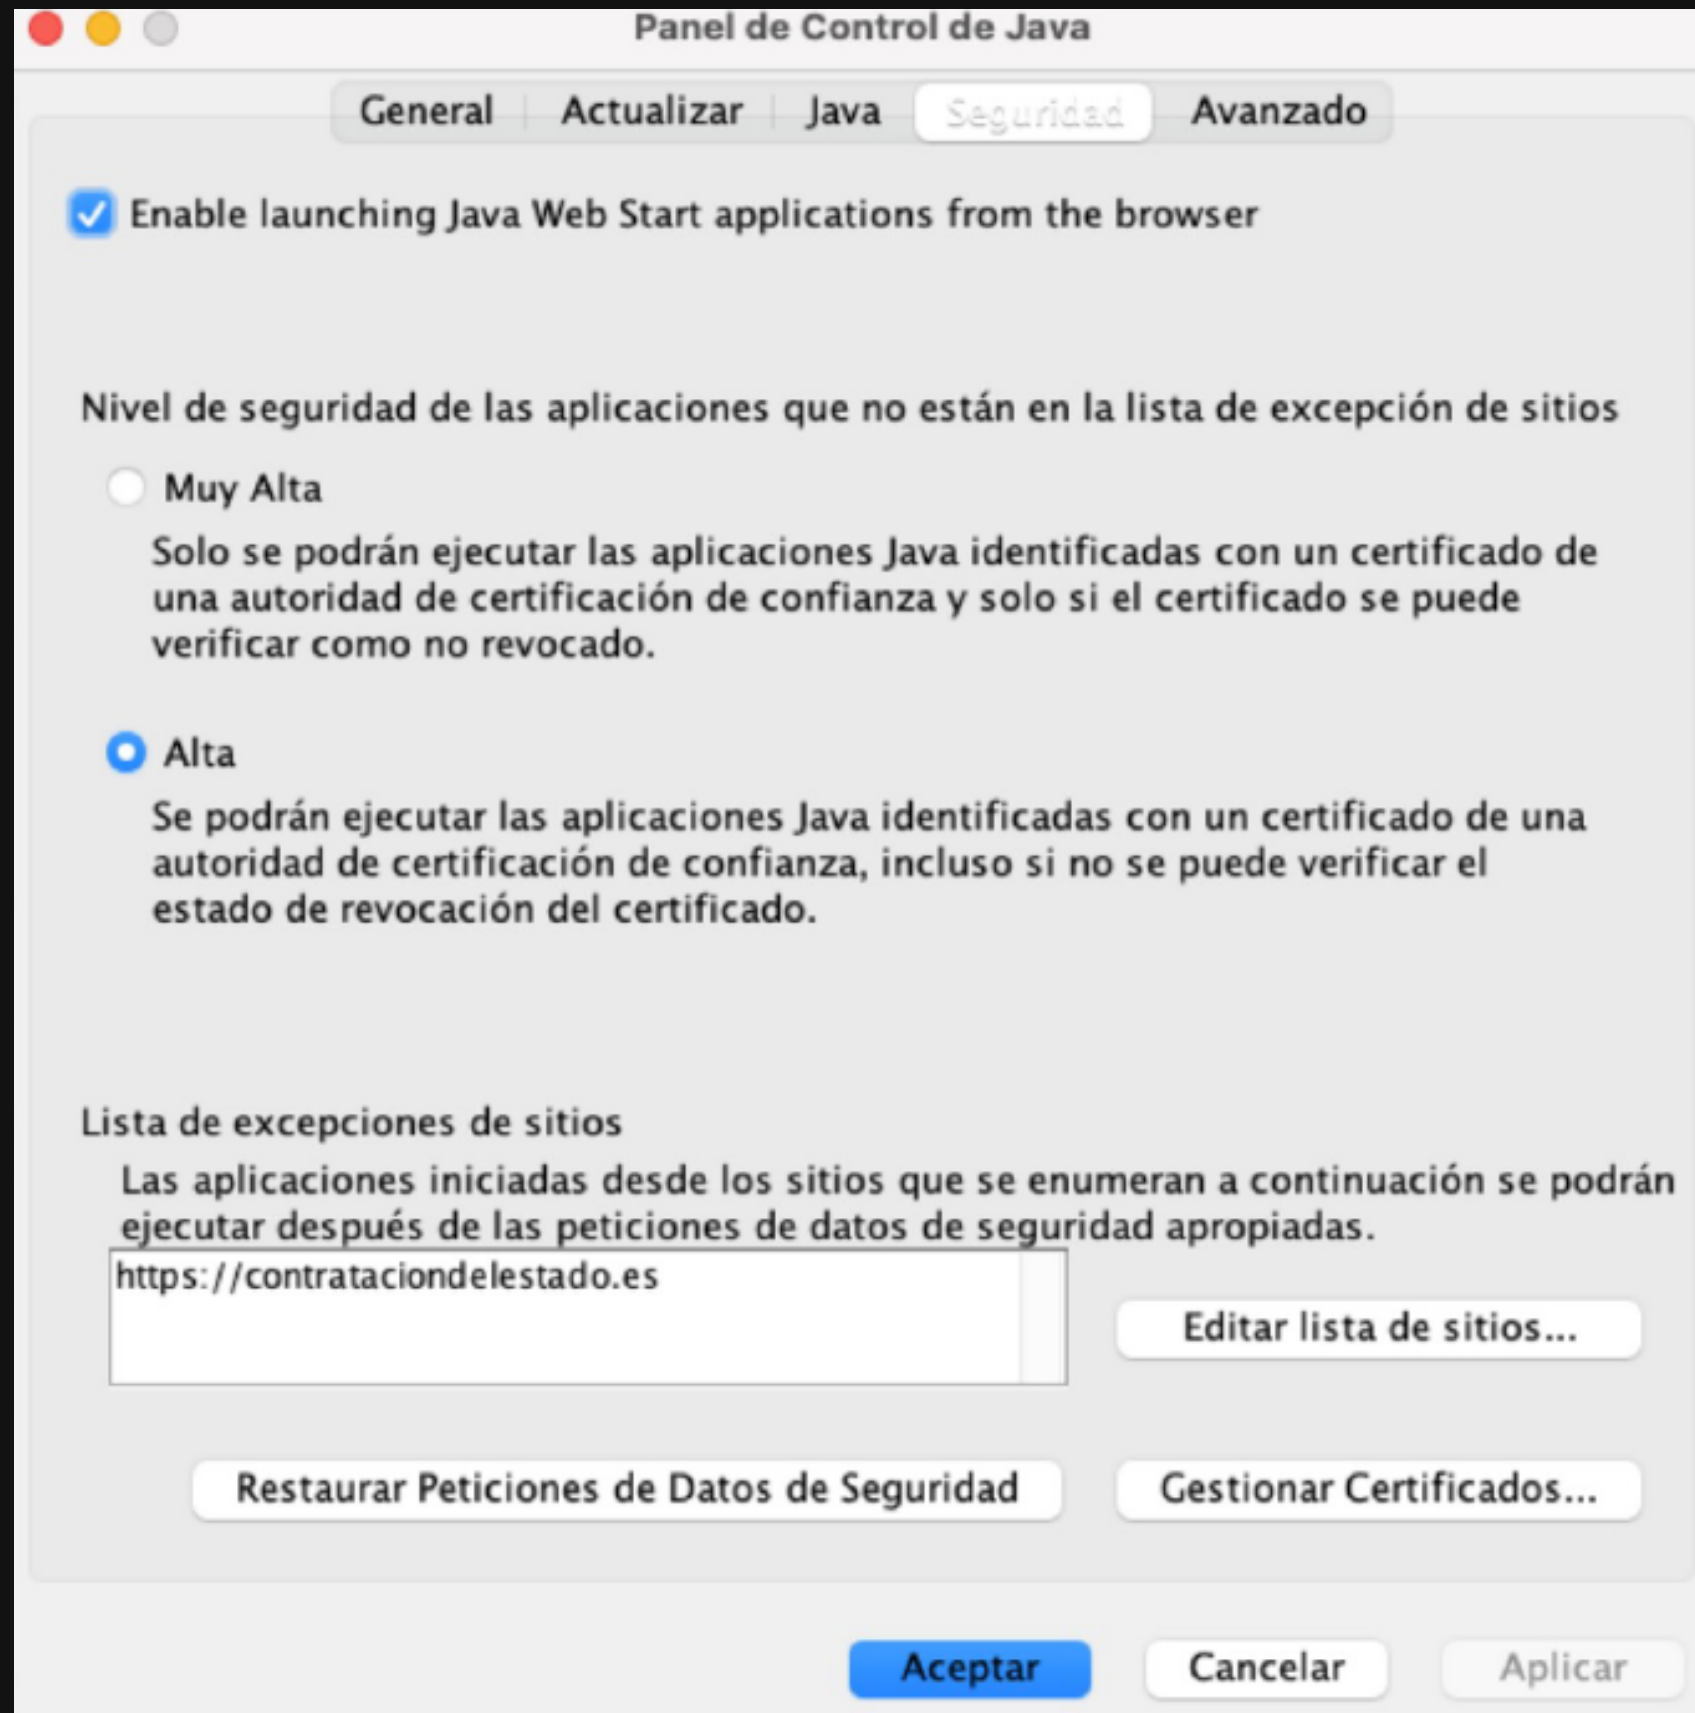 Panel de Control de Java
General Actualizar Java Seguridad Avanzado
Enable launching Java Web Start applications from the browser
Nivel de seguridad de las aplicaciones que no están en la lista de excepción de sitios
Muy Alta
Solo se podrán ejecutar las aplicaciones Java identificadas con un certificado de
una autoridad de certificación de confianza y solo si el certificado se puede
verificar como no revocado.
Alta
Se podrán ejecutar las aplicaciones Java identificadas con un certificado de una
autoridad de certificación de confianza, incluso si no se puede verificar el
estado de revocación del certificado.
Lista de excepciones de sitios
Las aplicaciones iniciadas desde los sitios que se enumeran a continuación se podrán
ejecutar después de las peticiones de datos de seguridad apropiadas.
https://contrataciondelestado.es
Editar lista de sitios...
Restaurar Peticiones de Datos de Seguridad Gestionar Certificados...
Aceptar Cancelar Aplicar